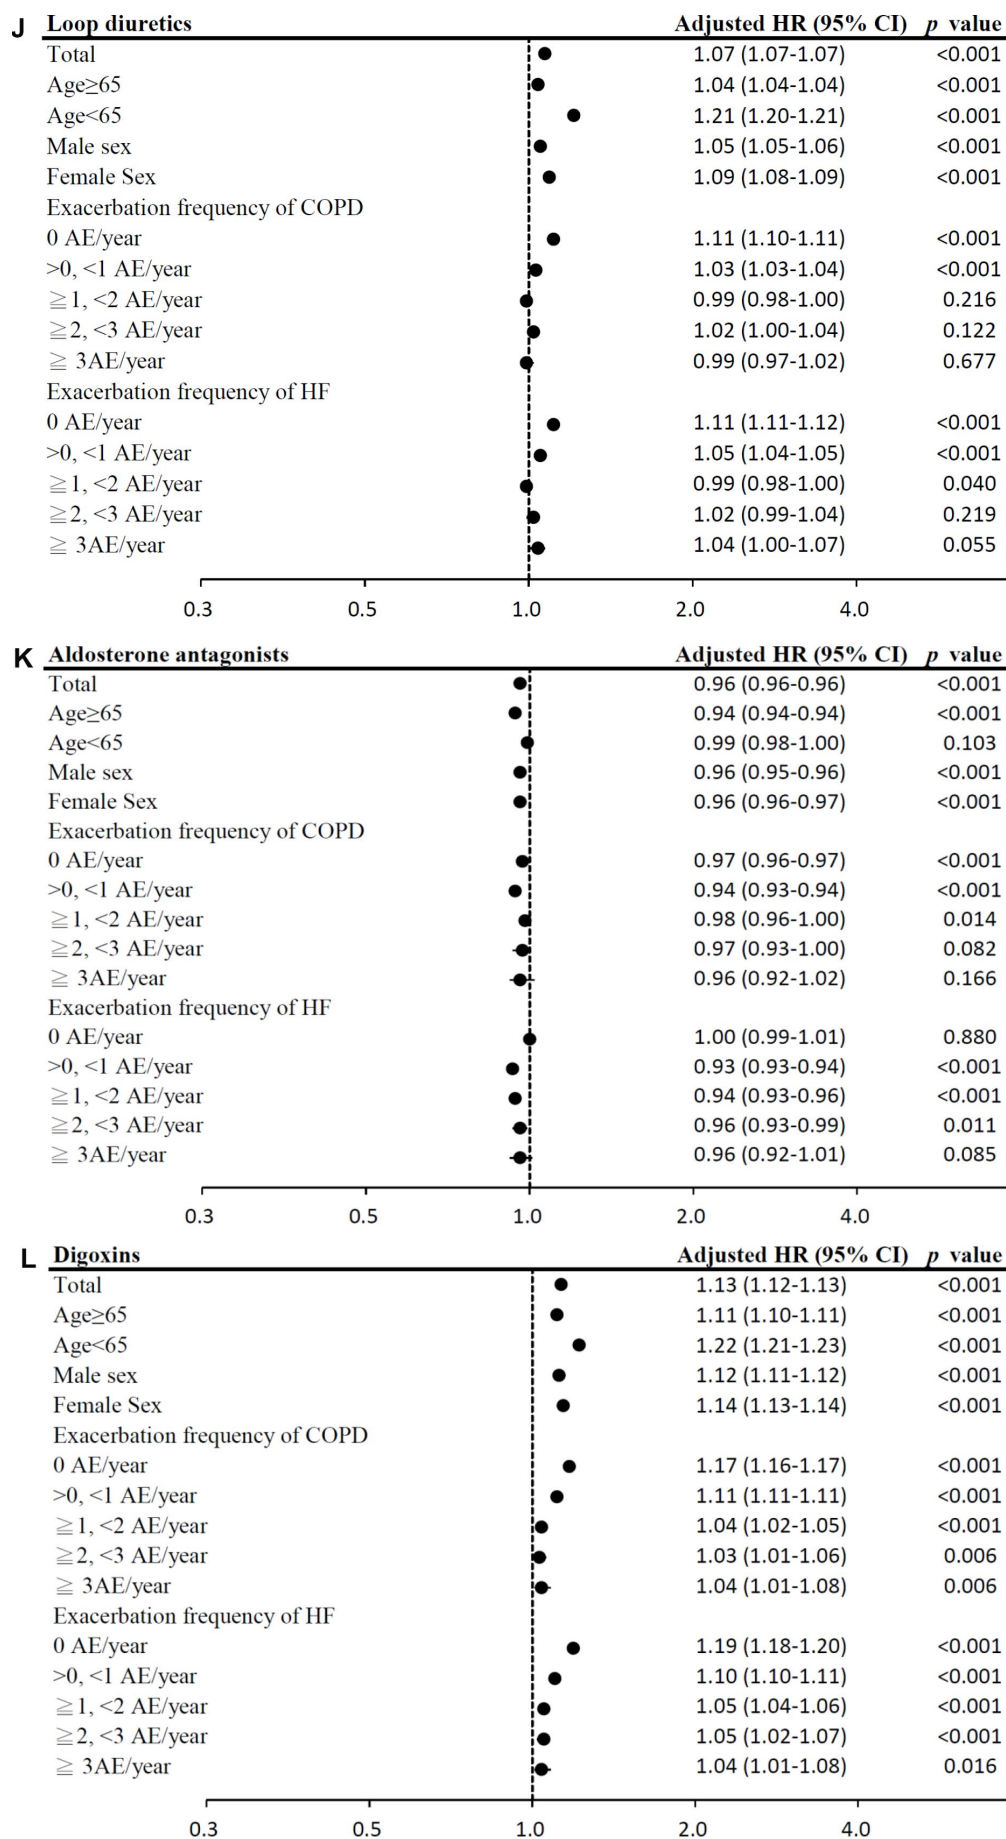 J Loop diuretics Adjusted HR (95% CI) p value
Total 1.07 (1.07-1.07) <0.001
Age≥65 1.04 (1.04-1.04) <0.001
Age<65 1.21 (1.20-1.21) <0.001
Male sex 1.05 (1.05-1.06) <0.001
Female Sex 1.09 (1.08-1.09) <0.001
Exacerbation frequency of COPD
0 AE/year 1.11 (1.10-1.11) <0.001
>0, <1 AE/year 1.03 (1.03-1.04) <0.001
≧1, <2 AE/year 0.99 (0.98-1.00) 0.216
≧2, <3 AE/year 1.02 (1.00-1.04) 0.122
≧ 3AE/year 0.99 (0.97-1.02) 0.677
Exacerbation frequency of HF
0 AE/year 1.11 (1.11-1.12) <0.001
>0, <1 AE/year 1.05 (1.04-1.05) <0.001
≧1, <2 AE/year 0.99 (0.98-1.00) 0.040
≧2, <3 AE/year 1.02 (0.99-1.04) 0.219
≧ 3AE/year 1.04 (1.00-1.07) 0.055
0.3 0.5 1.0 2.0 4.0
K Aldosterone antagonists Adjusted HR (95% CI) p value
Total 0.96 (0.96-0.96) <0.001
Age≥65 0.94 (0.94-0.94) <0.001
Age<65 0.99 (0.98-1.00) 0.103
Male sex 0.96 (0.95-0.96) <0.001
Female Sex 0.96 (0.96-0.97) <0.001
Exacerbation frequency of COPD
0 AE/year 0.97 (0.96-0.97) <0.001
>0, <1 AE/year 0.94 (0.93-0.94) <0.001
≧1, <2 AE/year 0.98 (0.96-1.00) 0.014
≧2, <3 AE/year 0.97 (0.93-1.00) 0.082
≧ 3AE/year 0.96 (0.92-1.02) 0.166
Exacerbation frequency of HF
0 AE/year 1.00 (0.99-1.01) 0.880
>0, <1 AE/year 0.93 (0.93-0.94) <0.001
≧1, <2 AE/year 0.94 (0.93-0.96) <0.001
≧2, <3 AE/year 0.96 (0.93-0.99) 0.011
≧ 3AE/year 0.96 (0.92-1.01) 0.085
0.3 0.5 1.0 2.0 4.0
L Digoxins Adjusted HR (95% CI) p value
Total 1.13 (1.12-1.13) <0.001
Age≥65 1.11 (1.10-1.11) <0.001
Age<65 1.22 (1.21-1.23) <0.001
Male sex 1.12 (1.11-1.12) <0.001
Female Sex 1.14 (1.13-1.14) <0.001
Exacerbation frequency of COPD
0 AE/year 1.17 (1.16-1.17) <0.001
>0, <1 AE/year 1.11 (1.11-1.11) <0.001
≧1, <2 AE/year 1.04 (1.02-1.05) <0.001
≧2, <3 AE/year 1.03 (1.01-1.06) 0.006
≧ 3AE/year 1.04 (1.01-1.08) 0.006
Exacerbation frequency of HF
0 AE/year 1.19 (1.18-1.20) <0.001
>0, <1 AE/year 1.10 (1.10-1.11) <0.001
≧1, <2 AE/year 1.05 (1.04-1.06) <0.001
≧2, <3 AE/year 1.05 (1.02-1.07) <0.001
≧ 3AE/year 1.04 (1.01-1.08) 0.016
0.3 0.5 1.0 2.0 4.0